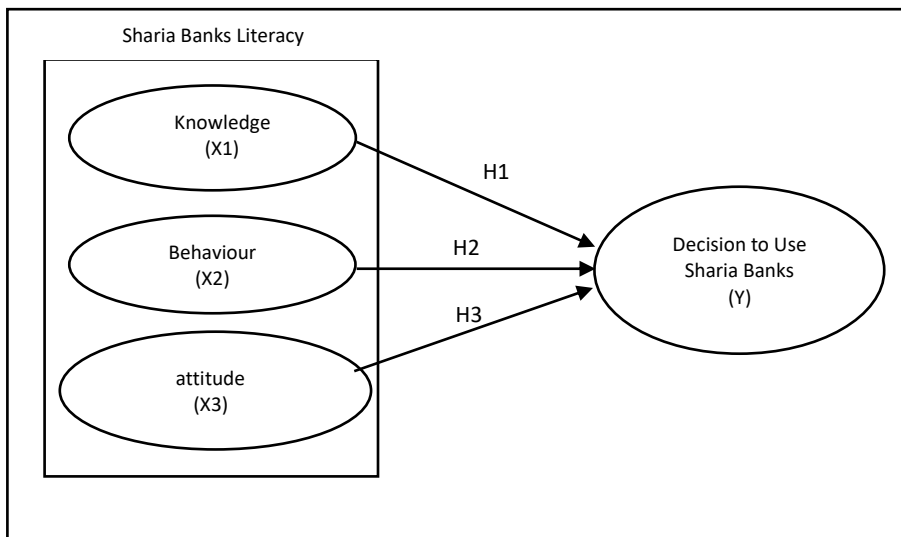 Sharia Banks Literacy
Knowledge
(X1)
H1
Behaviour
(X2)
H2
Decision to Use
Sharia Banks
(Y)
H3
attitude
(X3)